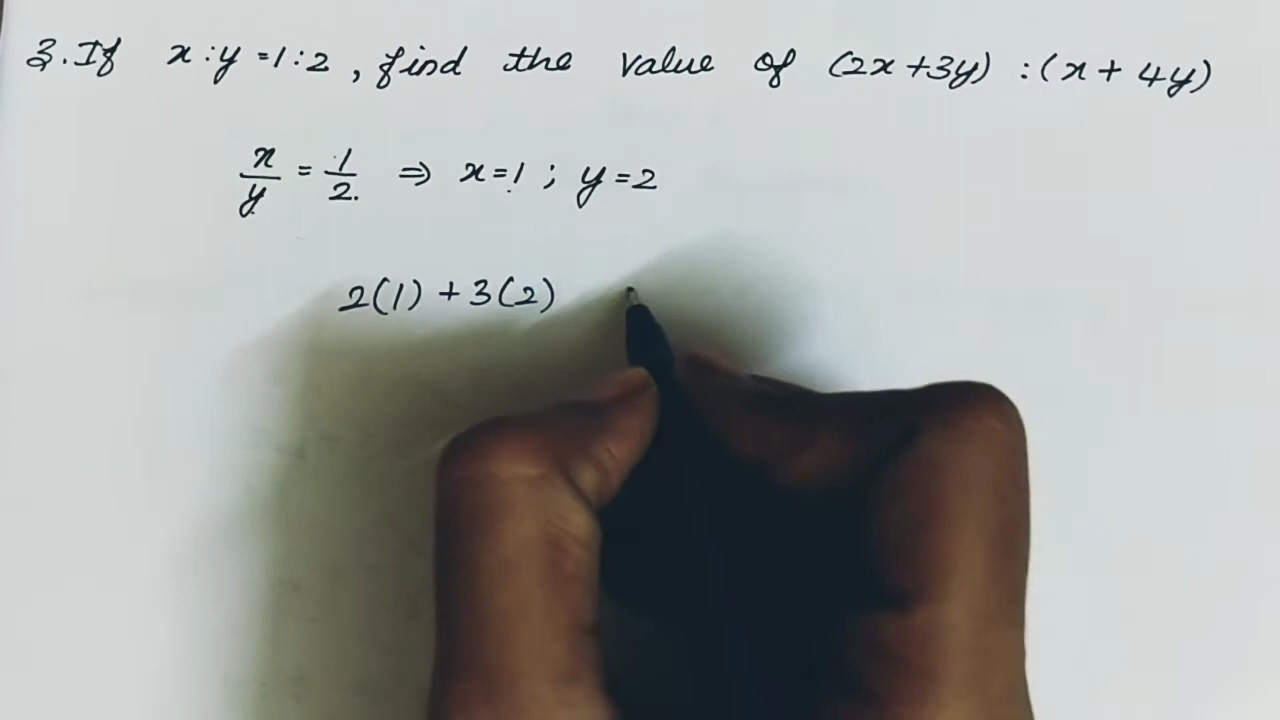 3. If x:y = 1:2, find the value of (2x+3y) : (x+4y)
x/y = 1/2 ⇒ x=1 ; y=2
2(1) + 3(2)